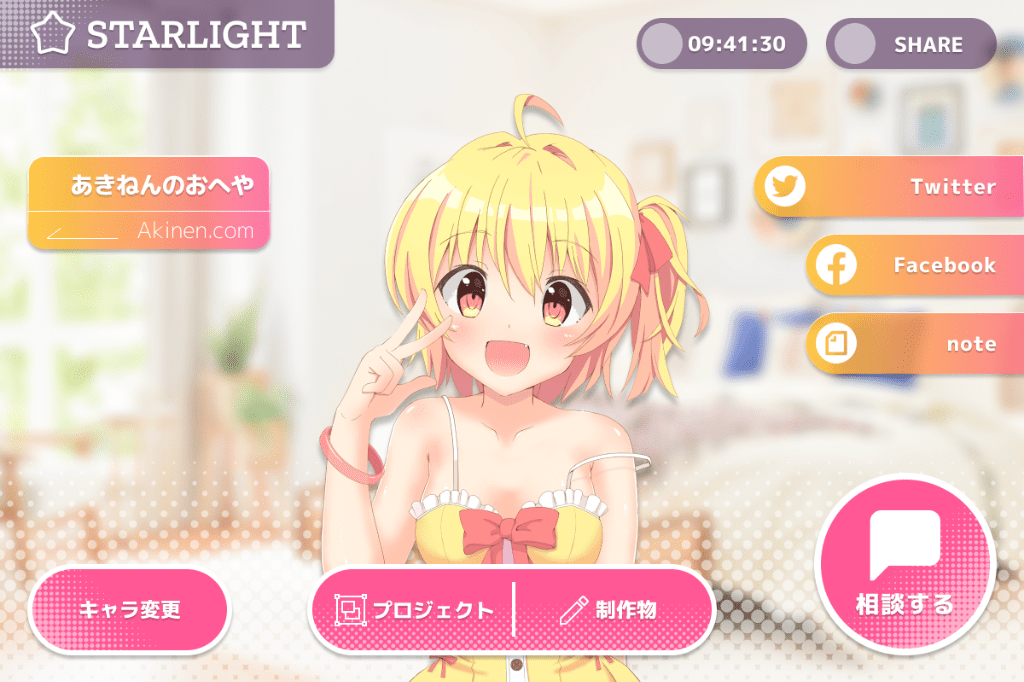 STARLIGHT
09:41:30
SHARE
あきねんのおへや
Akinen.com
Twitter
Facebook
note
相談する
キャラ変更
プロジェクト
制作物